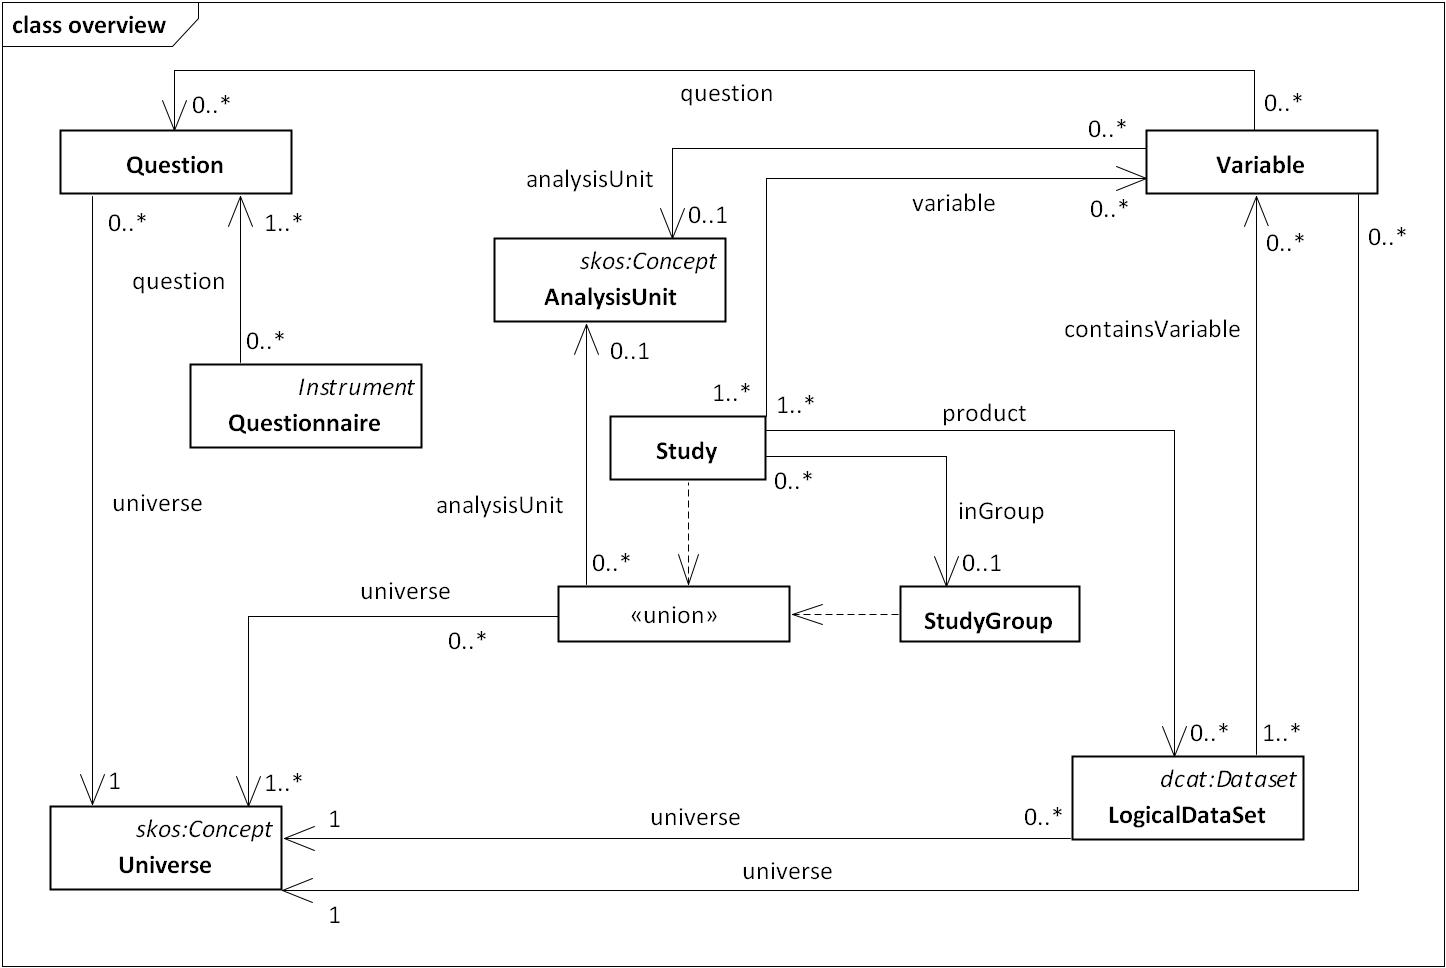 class overview
question
0..*
0..*
Question
Variable
0..*
analysisUnit
0..1
variable
0..*
0..*
1..*
question
0..*
0..*
0..*
skos:Concept
AnalysisUnit
containsVariable
0..1
Instrument
Questionnaire
1..*
1..*
product
Study
0..*
universe
analysisUnit
inGroup
0..*
0..1
universe
0..*
«union»
StudyGroup
0..*
1..*
1
1..*
skos:Concept
Universe
1
universe
0..*
dcat:Dataset
LogicalDataSet
universe
1